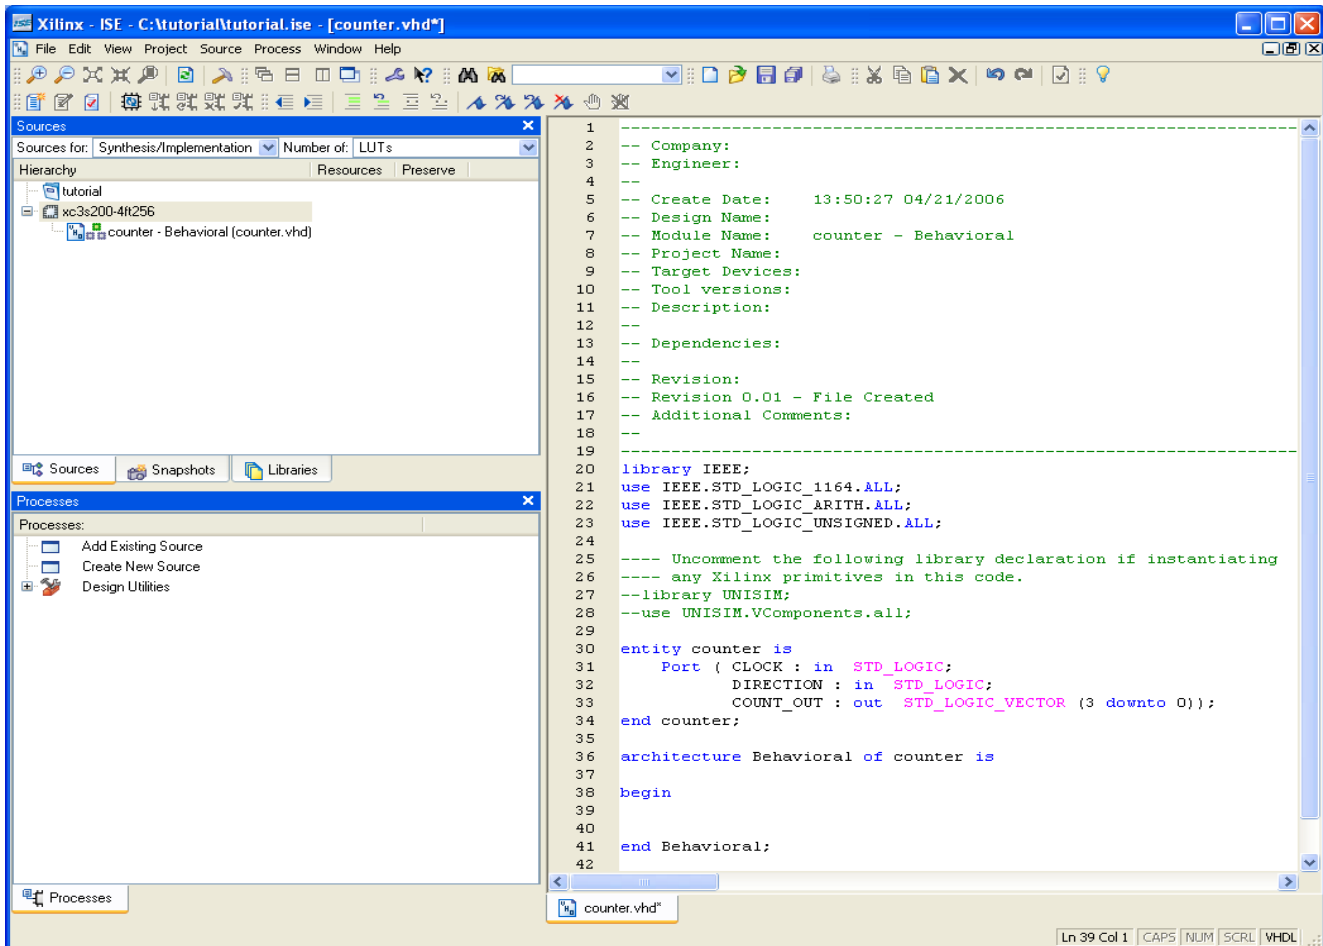 Xilinx - ISE - C:\tutorial\tutorial.ise - [counter.vhd*]
File Edit View Project Source Process Window Help
Sources
Sources for: Synthesis/Implementation Number of: LUTs
Hierarchy Resources Preserve
tutorial
xc3s200-4ft256
counter - Behavioral (counter.vhd)
Sources Snapshots Libraries
Processes
Processes:
Add Existing Source
Create New Source
Design Utilities
Processes
1 ----------------------------------------------------------------------------------
2 -- Company:
3 -- Engineer:
4 --
5 -- Create Date:    13:50:27 04/21/2006
6 -- Design Name:
7 -- Module Name:    counter - Behavioral
8 -- Project Name:
9 -- Target Devices:
10 -- Tool versions:
11 -- Description:
12 --
13 -- Dependencies:
14 --
15 -- Revision:
16 -- Revision 0.01 - File Created
17 -- Additional Comments:
18 --
19 ----------------------------------------------------------------------------------
20 library IEEE;
21 use IEEE.STD_LOGIC_1164.ALL;
22 use IEEE.STD_LOGIC_ARITH.ALL;
23 use IEEE.STD_LOGIC_UNSIGNED.ALL;
24
25 ---- Uncomment the following library declaration if instantiating
26 ---- any Xilinx primitives in this code.
27 --library UNISIM;
28 --use UNISIM.VComponents.all;
29
30 entity counter is
31     Port ( CLOCK : in  STD_LOGIC;
32            DIRECTION : in  STD_LOGIC;
33            COUNT_OUT : out  STD_LOGIC_VECTOR (3 downto 0));
34 end counter;
35
36 architecture Behavioral of counter is
37
38 begin
39
40
41 end Behavioral;
42
counter.vhd*
Ln 39 Col 1 CAPS NUM SCRL VHDL